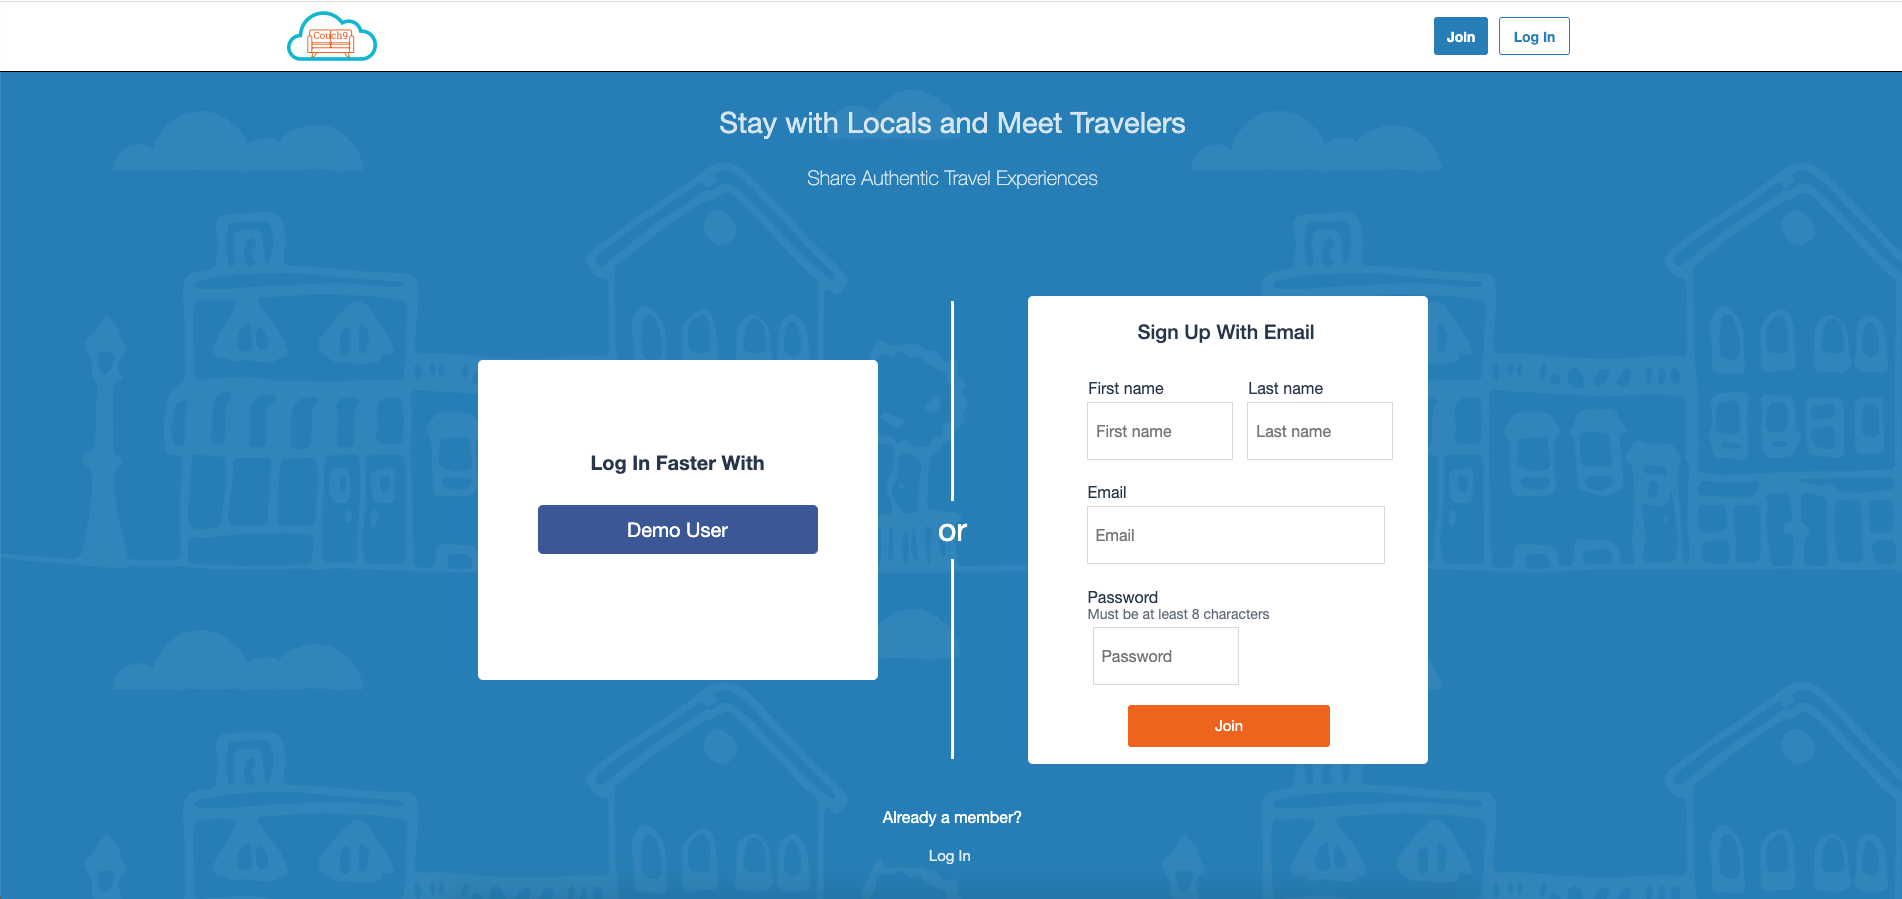 Couch9
Join
Log In
Stay with Locals and Meet Travelers
Share Authentic Travel Experiences
Log In Faster With
Demo User
or
Sign Up With Email
First name Last name
First name Last name
Email
Email
Password
Must be at least 8 characters
Password
Join
Already a member?
Log In